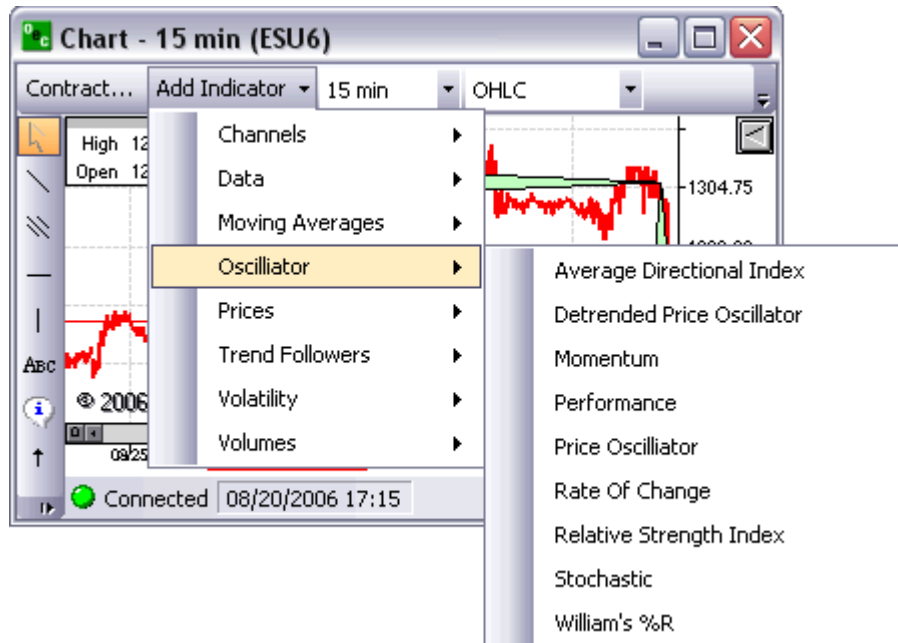 Chart - 15 min (ESU6)
Contract... Add Indicator 15 min OHLC
High 12
Open 12
Channels
Data
Moving Averages
Oscilliator
Prices
Trend Followers
Volatility
Volumes
1304.75
Average Directional Index
Detrended Price Oscillator
Momentum
Performance
Price Oscilliator
Rate Of Change
Relative Strength Index
Stochastic
William's %R
ABC
© 2006
09/25
Connected 08/20/2006 17:15